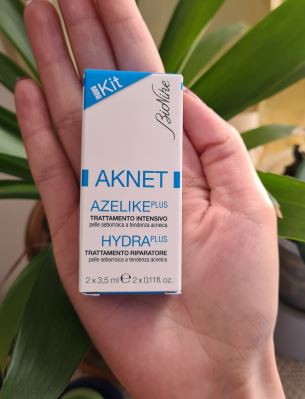 Kit
BioNike
AKNET
AZELIKE PLUS
TRATTAMENTO INTENSIVO
pelle seborroica a tendenza acneica
HYDRA PLUS
TRATTAMENTO RIPARATORE
pelle seborroica a tendenza acneica
2 x 3,5 ml ℮ 2 x 0.11 fl. oz.